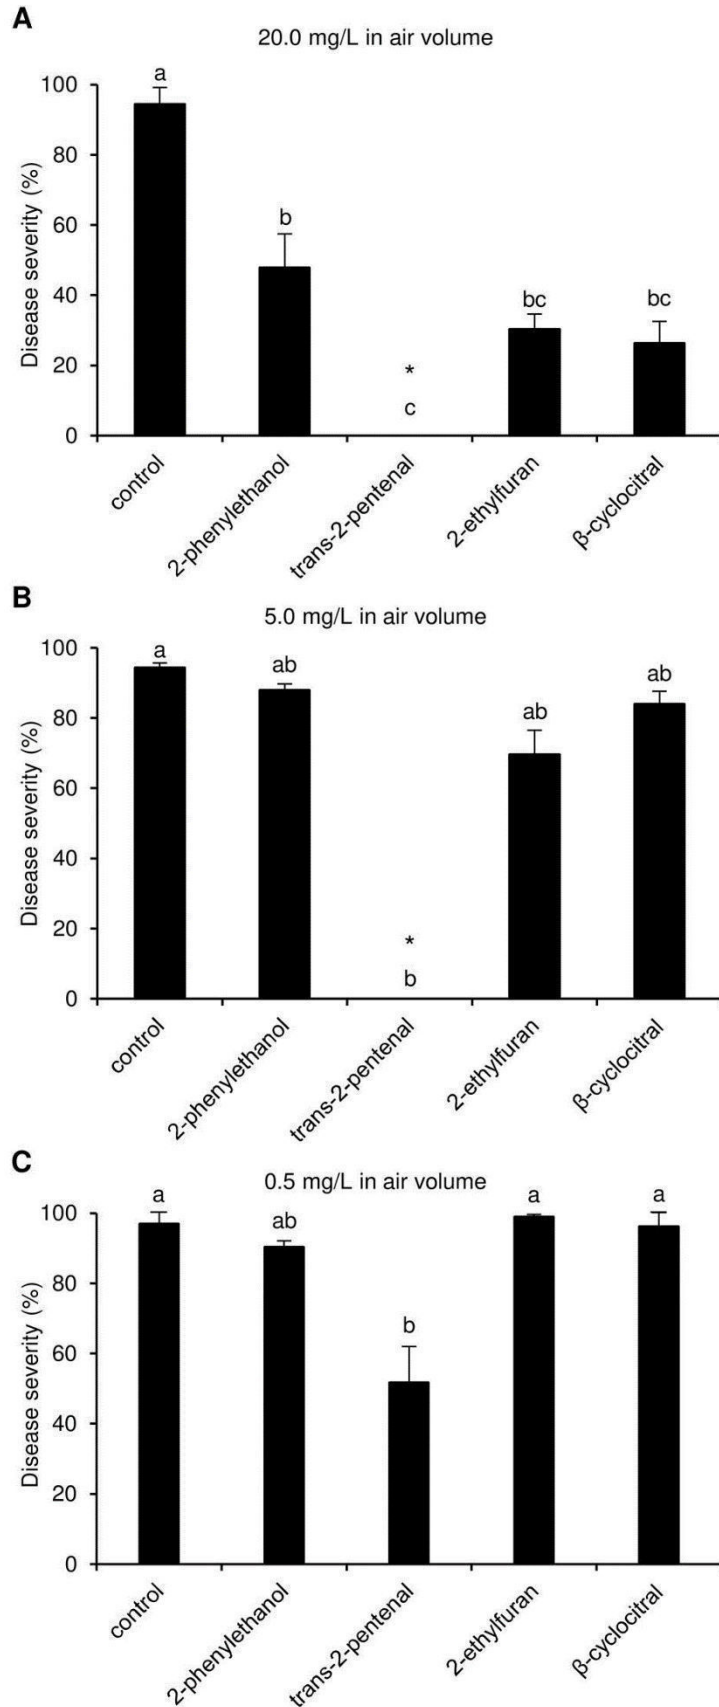 A
20.0 mg/L in air volume
Disease severity (%)
100
80
60
40
20
0
a
b
*
c
bc
bc
control
2-phenylethanol
trans-2-pentenal
2-ethylfuran
β-cyclocitral
B
5.0 mg/L in air volume
Disease severity (%)
100
80
60
40
20
0
a
ab
*
b
ab
ab
control
2-phenylethanol
trans-2-pentenal
2-ethylfuran
β-cyclocitral
C
0.5 mg/L in air volume
Disease severity (%)
100
80
60
40
20
0
a
ab
b
a
a
control
2-phenylethanol
trans-2-pentenal
2-ethylfuran
β-cyclocitral